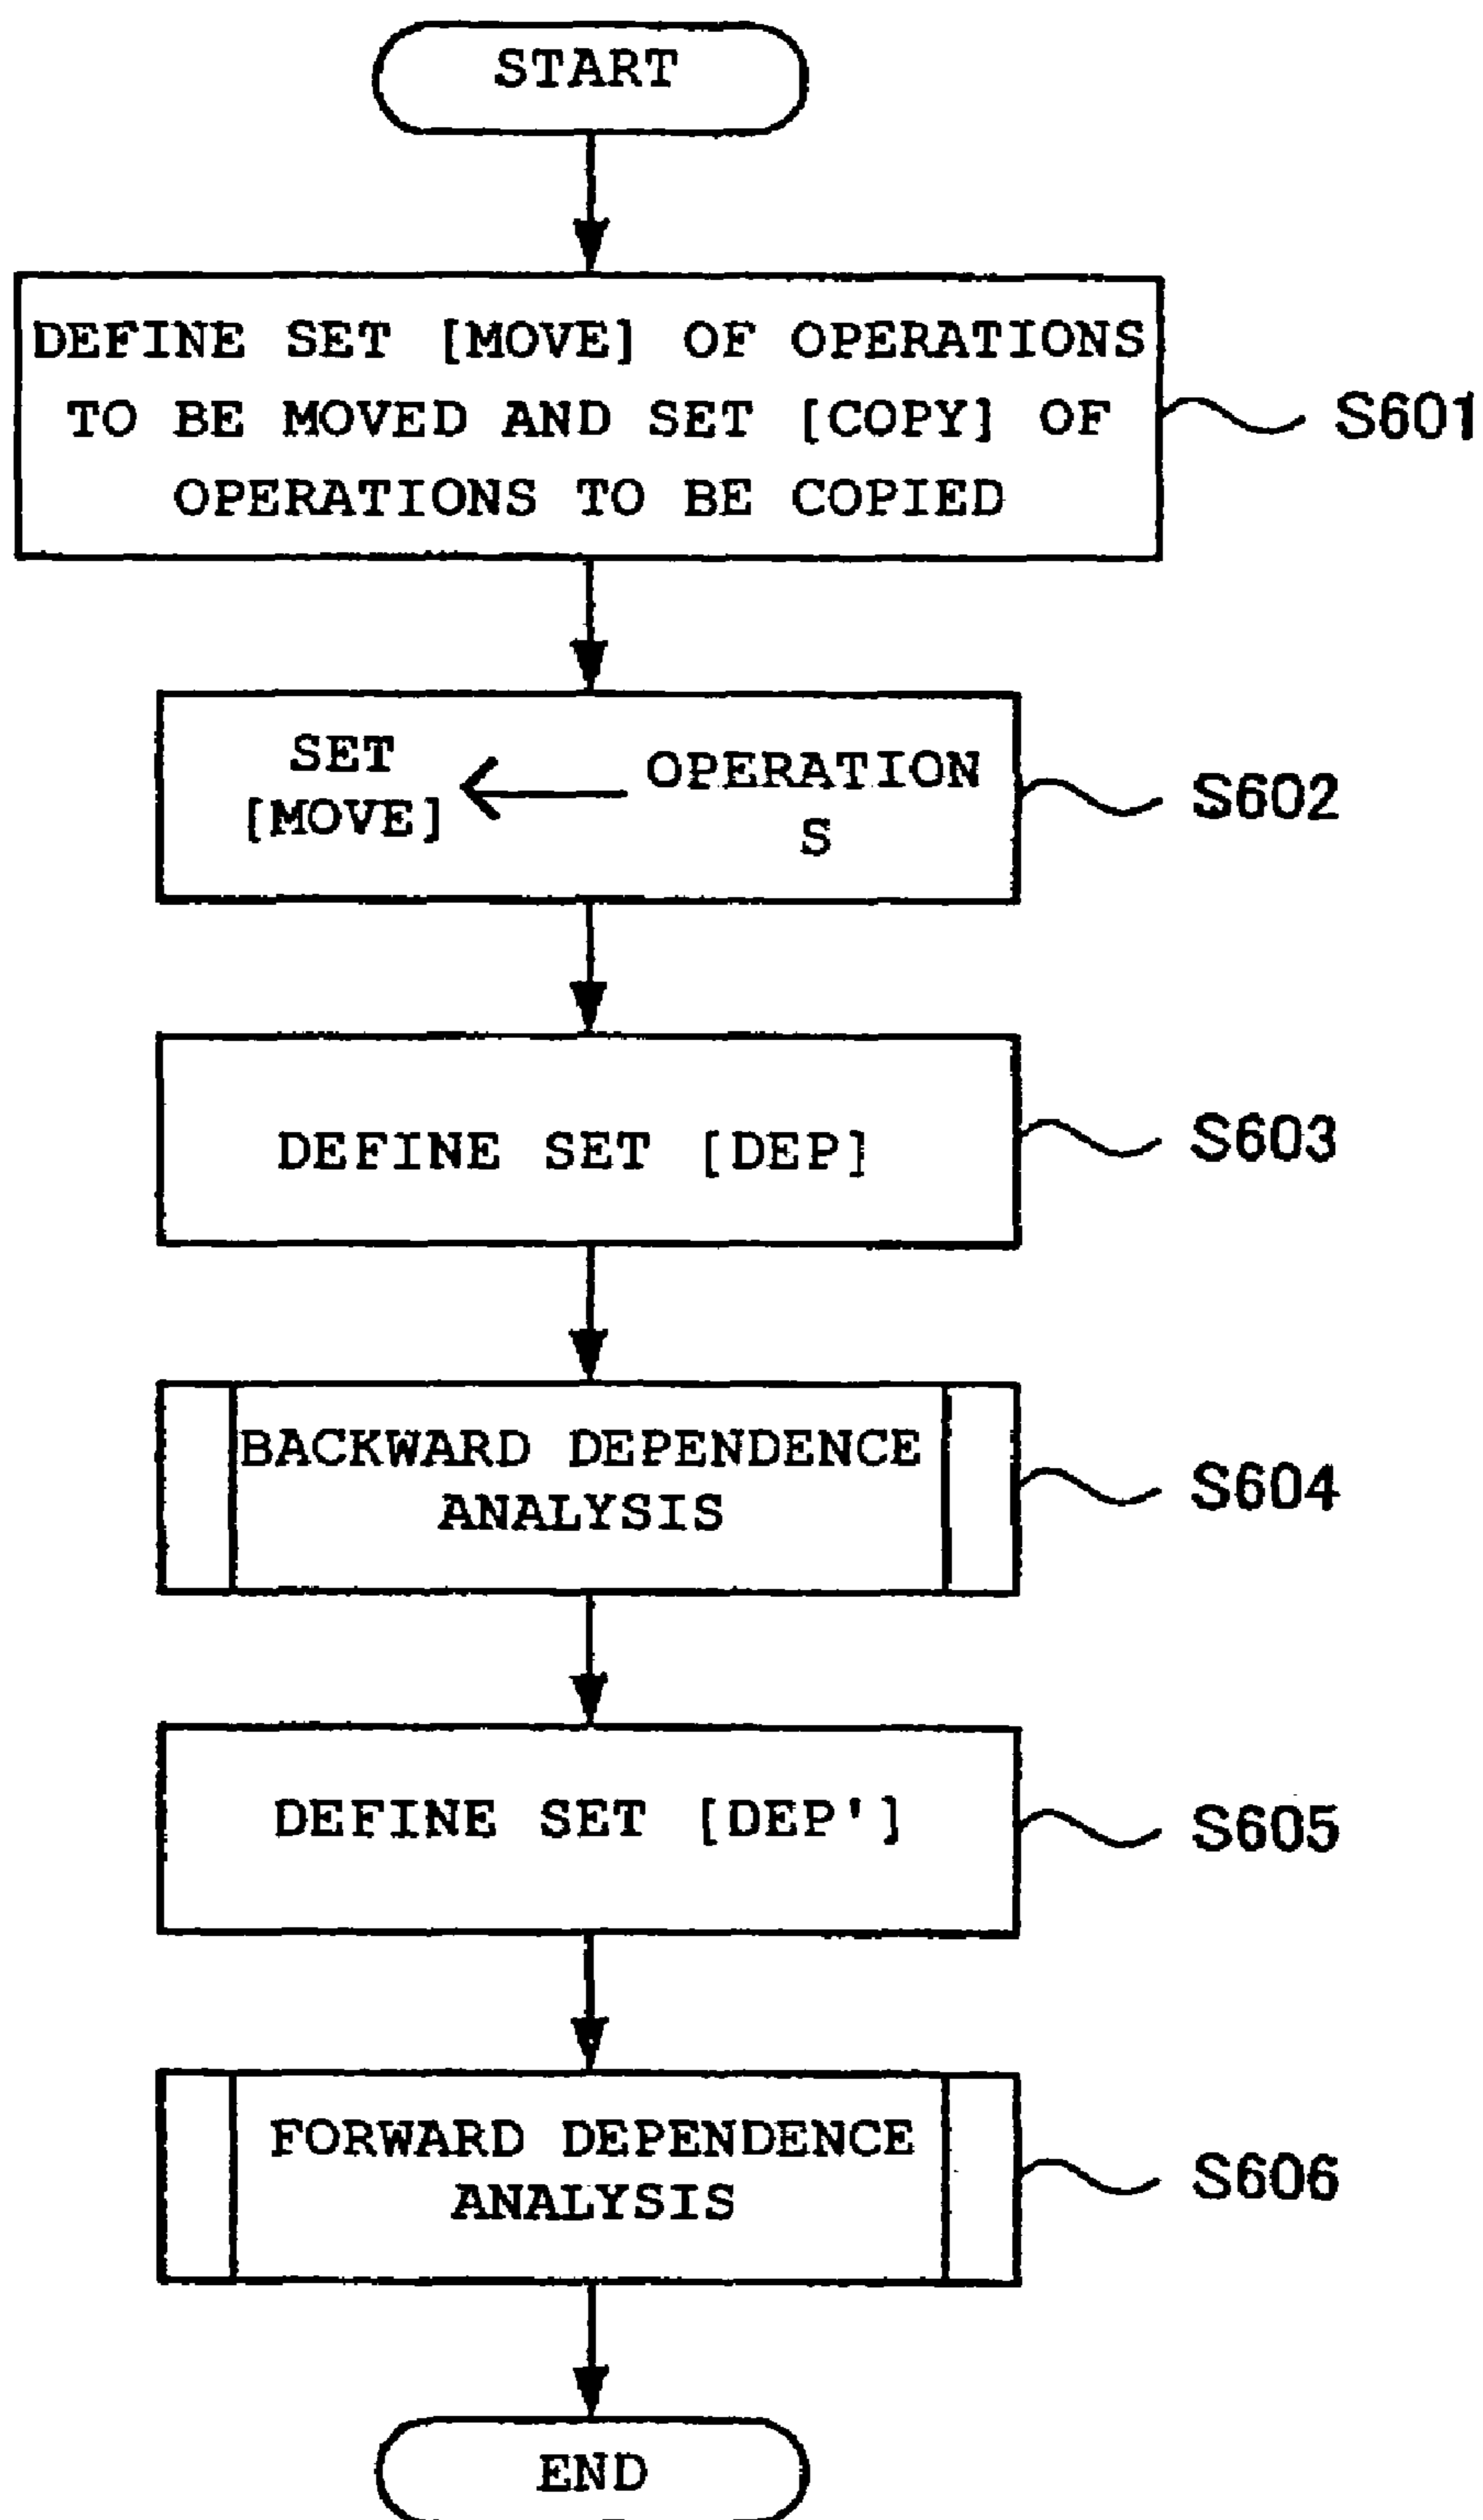 START
DEFINE SET [MOVE] OF OPERATIONS
TO BE MOVED AND SET [COPY] OF
OPERATIONS TO BE COPIED
S601
SET
[MOVE]
OPERATION
S
S602
DEFINE SET [DEP]
S603
BACKWARD DEPENDENCE
ANALYSIS
S604
DEFINE SET [DEP']
S605
FORWARD DEPENDENCE
ANALYSIS
S606
END